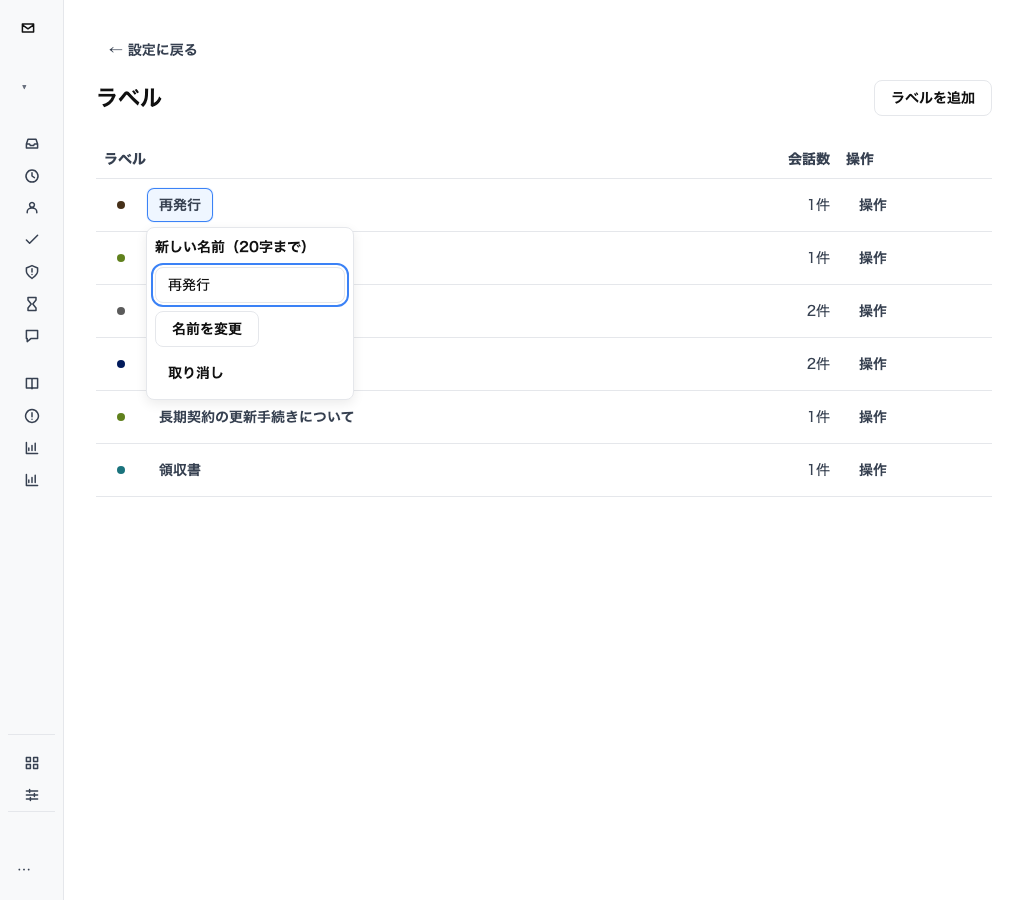 ← 設定に戻る
ラベル
ラベルを追加
ラベル 会話数 操作
再発行 1件 操作
新しい名前（20字まで）
1件 操作
再発行
2件 操作
名前を変更
2件 操作
取り消し
長期契約の更新手続きについて 1件 操作
領収書 1件 操作